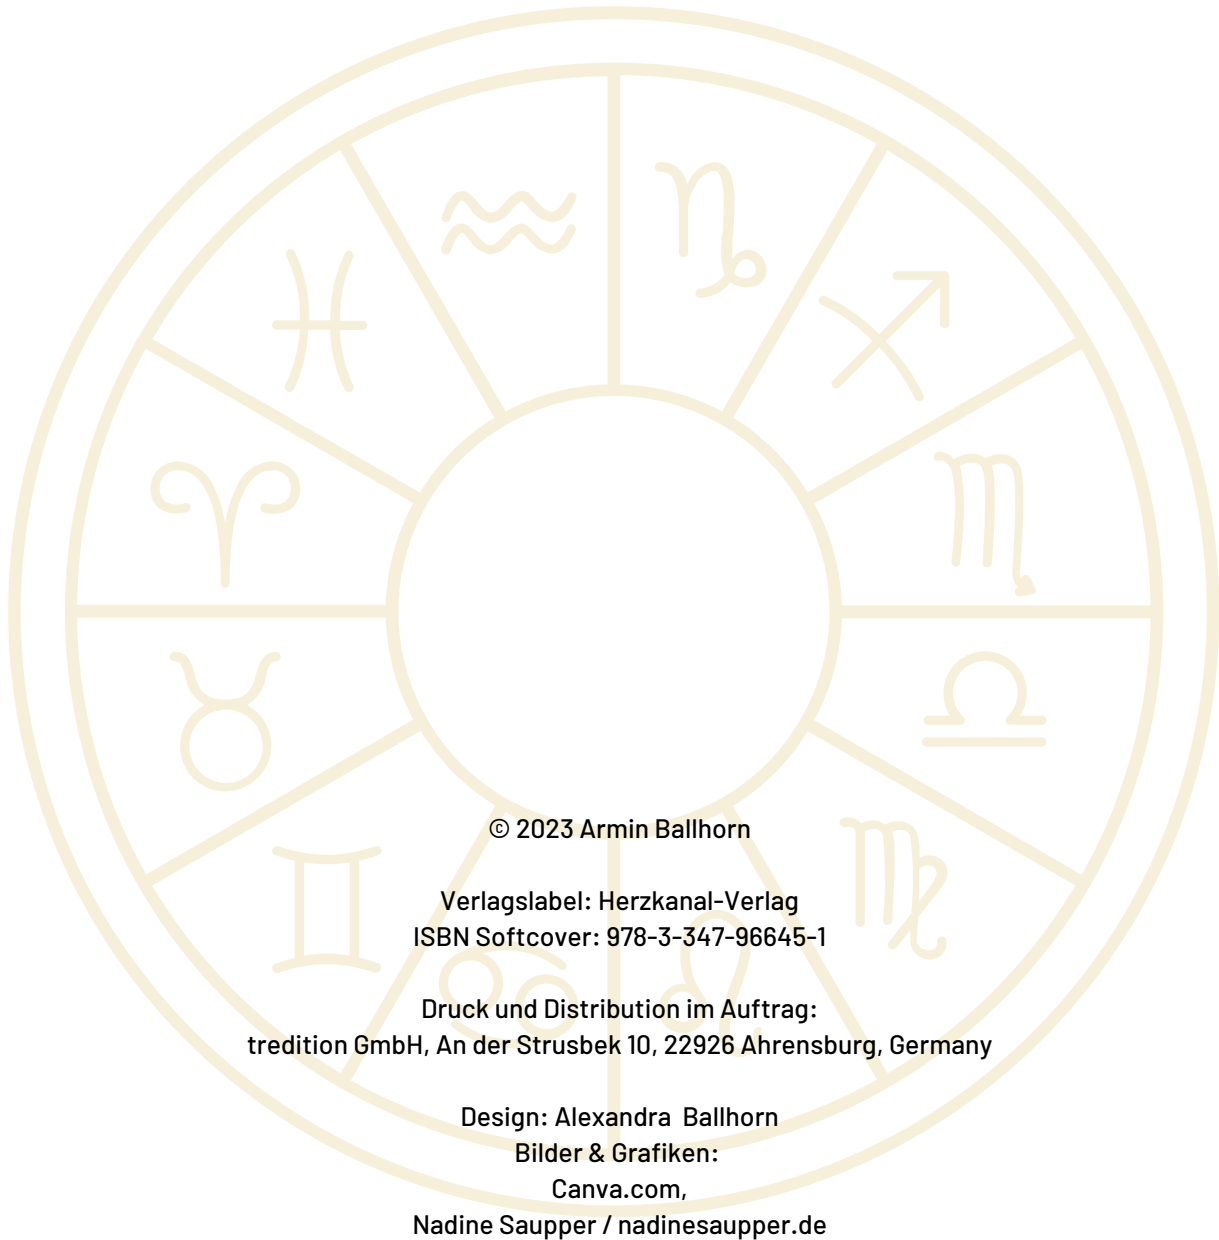 © 2023 Armin Ballhorn
Verlagslabel: Herzkanal-Verlag
ISBN Softcover: 978-3-347-96645-1
Druck und Distribution im Auftrag:
tredition GmbH, An der Strusbek 10, 22926 Ahrensburg, Germany
Design: Alexandra Ballhorn
Bilder & Grafiken:
Canva.com,
Nadine Saupper / nadinesaupper.de